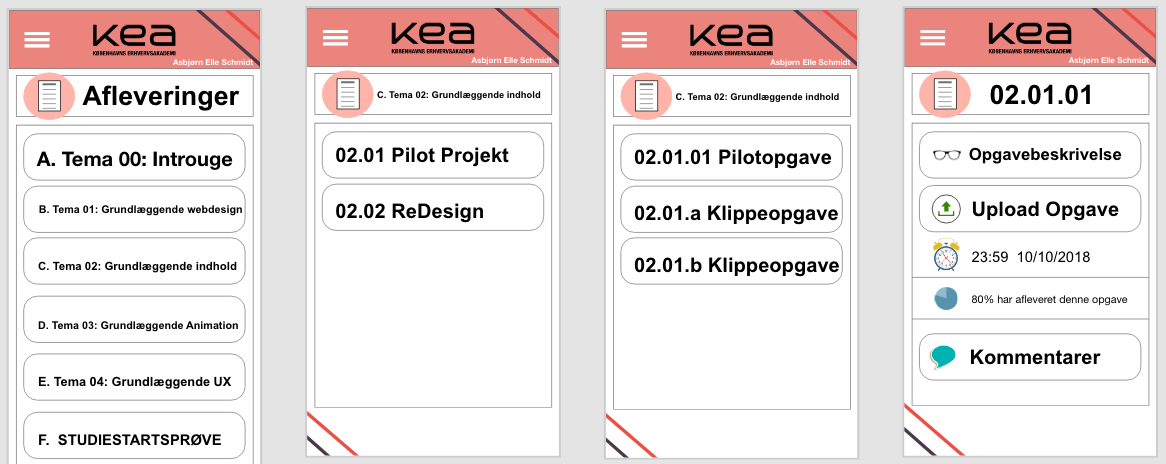 kea
KØBENHAVNS ERHVERVSAKADEMI
Asbjørn Elle Schmidt
Afleveringer
A. Tema 00: Introuge
B. Tema 01: Grundlæggende webdesign
C. Tema 02: Grundlæggende indhold
D. Tema 03: Grundlæggende Animation
E. Tema 04: Grundlæggende UX
F. STUDIESTARTSPRØVE
kea
KØBENHAVNS ERHVERVSAKADEMI
Asbjørn Elle Schmidt
C. Tema 02: Grundlæggende indhold
02.01 Pilot Projekt
02.02 ReDesign
kea
KØBENHAVNS ERHVERVSAKADEMI
Asbjørn Elle Schmidt
C. Tema 02: Grundlæggende indhold
02.01.01 Pilotopgave
02.01.a Klippeopgave
02.01.b Klippeopgave
kea
KØBENHAVNS ERHVERVSAKADEMI
Asbjørn Elle Schmidt
02.01.01
Opgavebeskrivelse
Upload Opgave
23:59 10/10/2018
80% har afleveret denne opgave
Kommentarer